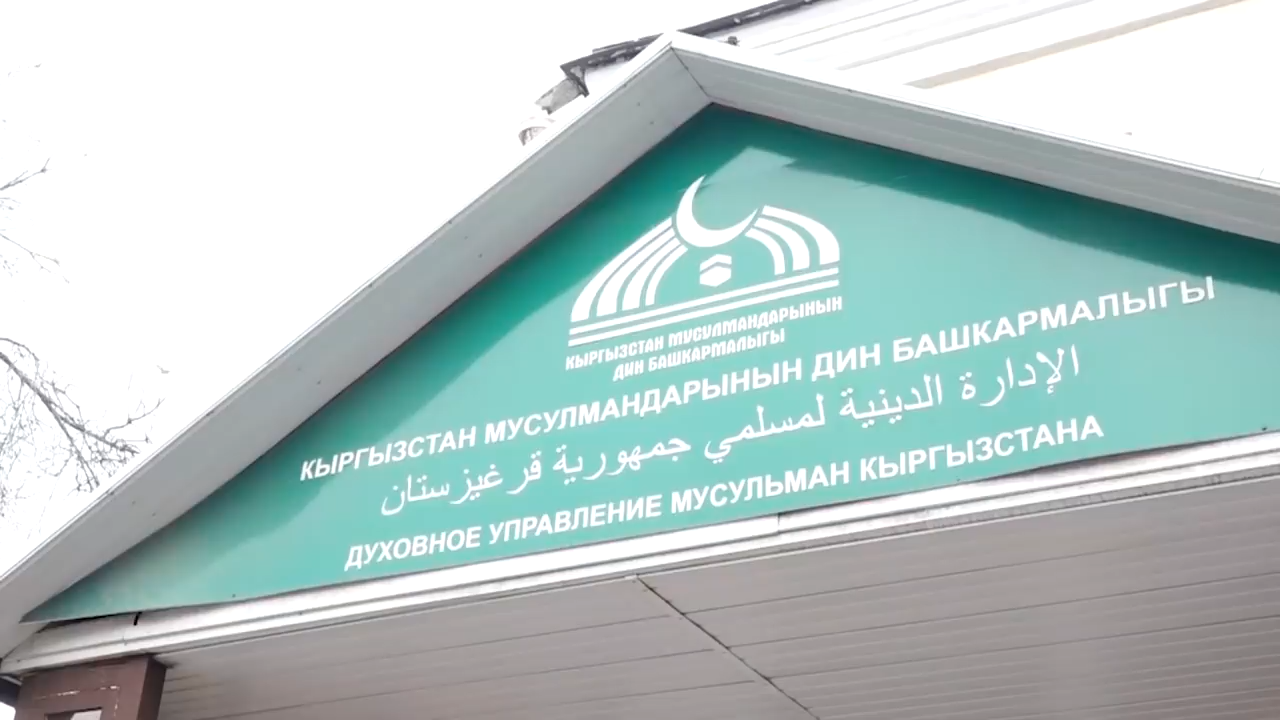 КЫРГЫЗСТАН МУСУЛМАНДАРЫНЫН
ДИН БАШКАРМАЛЫГЫ
КЫРГЫЗСТАН МУСУЛМАНДАРЫНЫН ДИН БАШКАРМАЛЫГЫ
الإدارة الدينية لمسلمي جمهورية قرغيزستان
ДУХОВНОЕ УПРАВЛЕНИЕ МУСУЛЬМАН КЫРГЫЗСТАНА